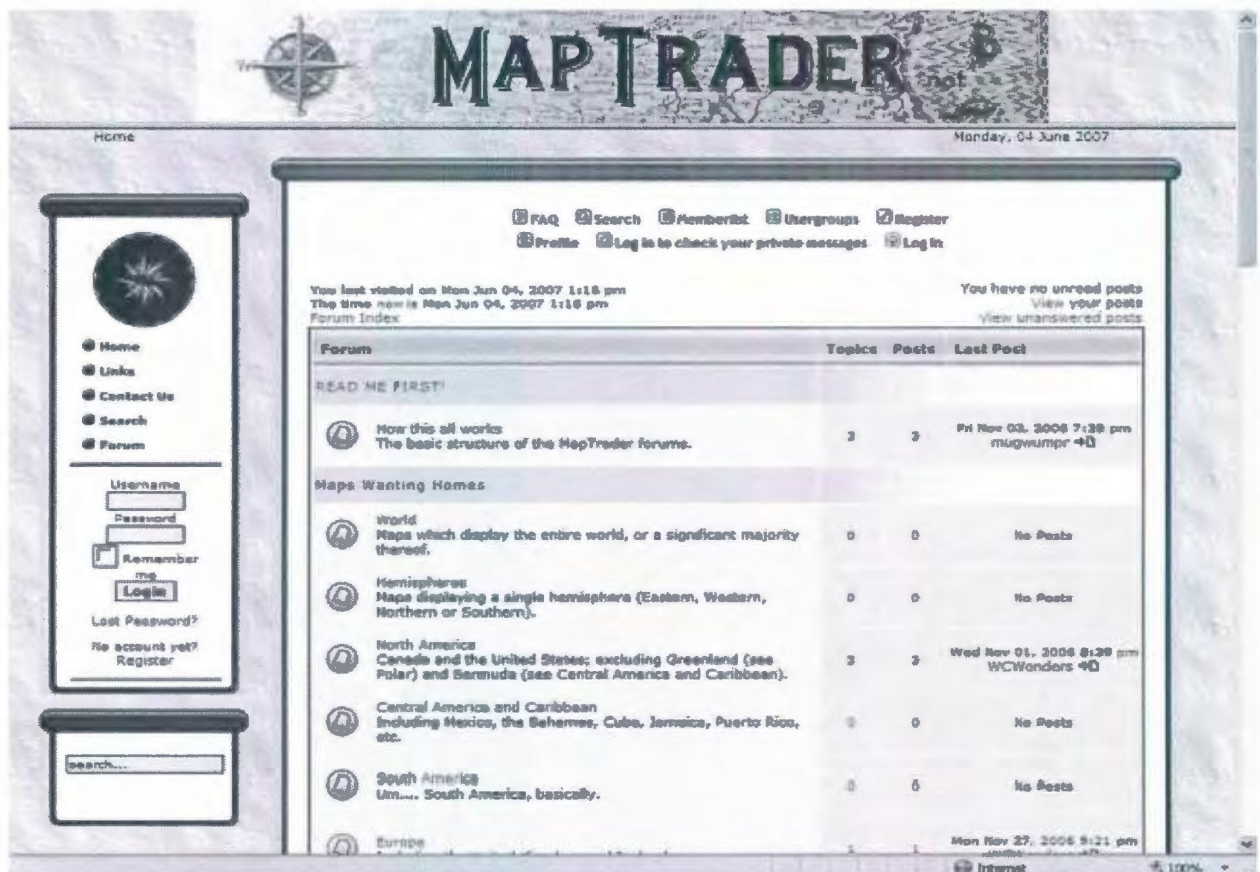 MAPTRADER
Home
Monday, 04 June 2007
FAQ Search Memberlist Usergroups Register
Profile Log in to check your private messages Log in
You last visited on Mon Jun 04, 2007 1:16 pm
The time now is Mon Jun 04, 2007 1:16 pm
Forum Index
You have no unread posts
View your posts
View unanswered posts
Home
Links
Contact Us
Search
Forum
Username
Password
Remember
me
Login
Lost Password?
No account yet?
Register
search...
Forum Topics Posts Last Post
READ ME FIRST!
How this all works
The basic structure of the MapTrader forums.
Fri Nov 03, 2006 7:39 pm
mugwumpr
Maps Wanting Homes
World
Maps which display the entire world, or a significant majority
thereof.
0 0 No Posts
Hemispheres
Maps displaying a single hemisphere (Eastern, Western,
Northern or Southern).
0 0 No Posts
North America
Canada and the United States; excluding Greenland (see
Polar) and Bermuda (see Central America and Caribbean).
Wed Nov 01, 2006 8:39 pm
WCWonders
Central America and Caribbean
Including Mexico, the Bahamas, Cuba, Jamaica, Puerto Rico,
etc.
0 0 No Posts
South America
Um.... South America, basically.
0 0 No Posts
Europe
1 1 Mon Nov 27, 2006 9:21 pm
Internet 100%